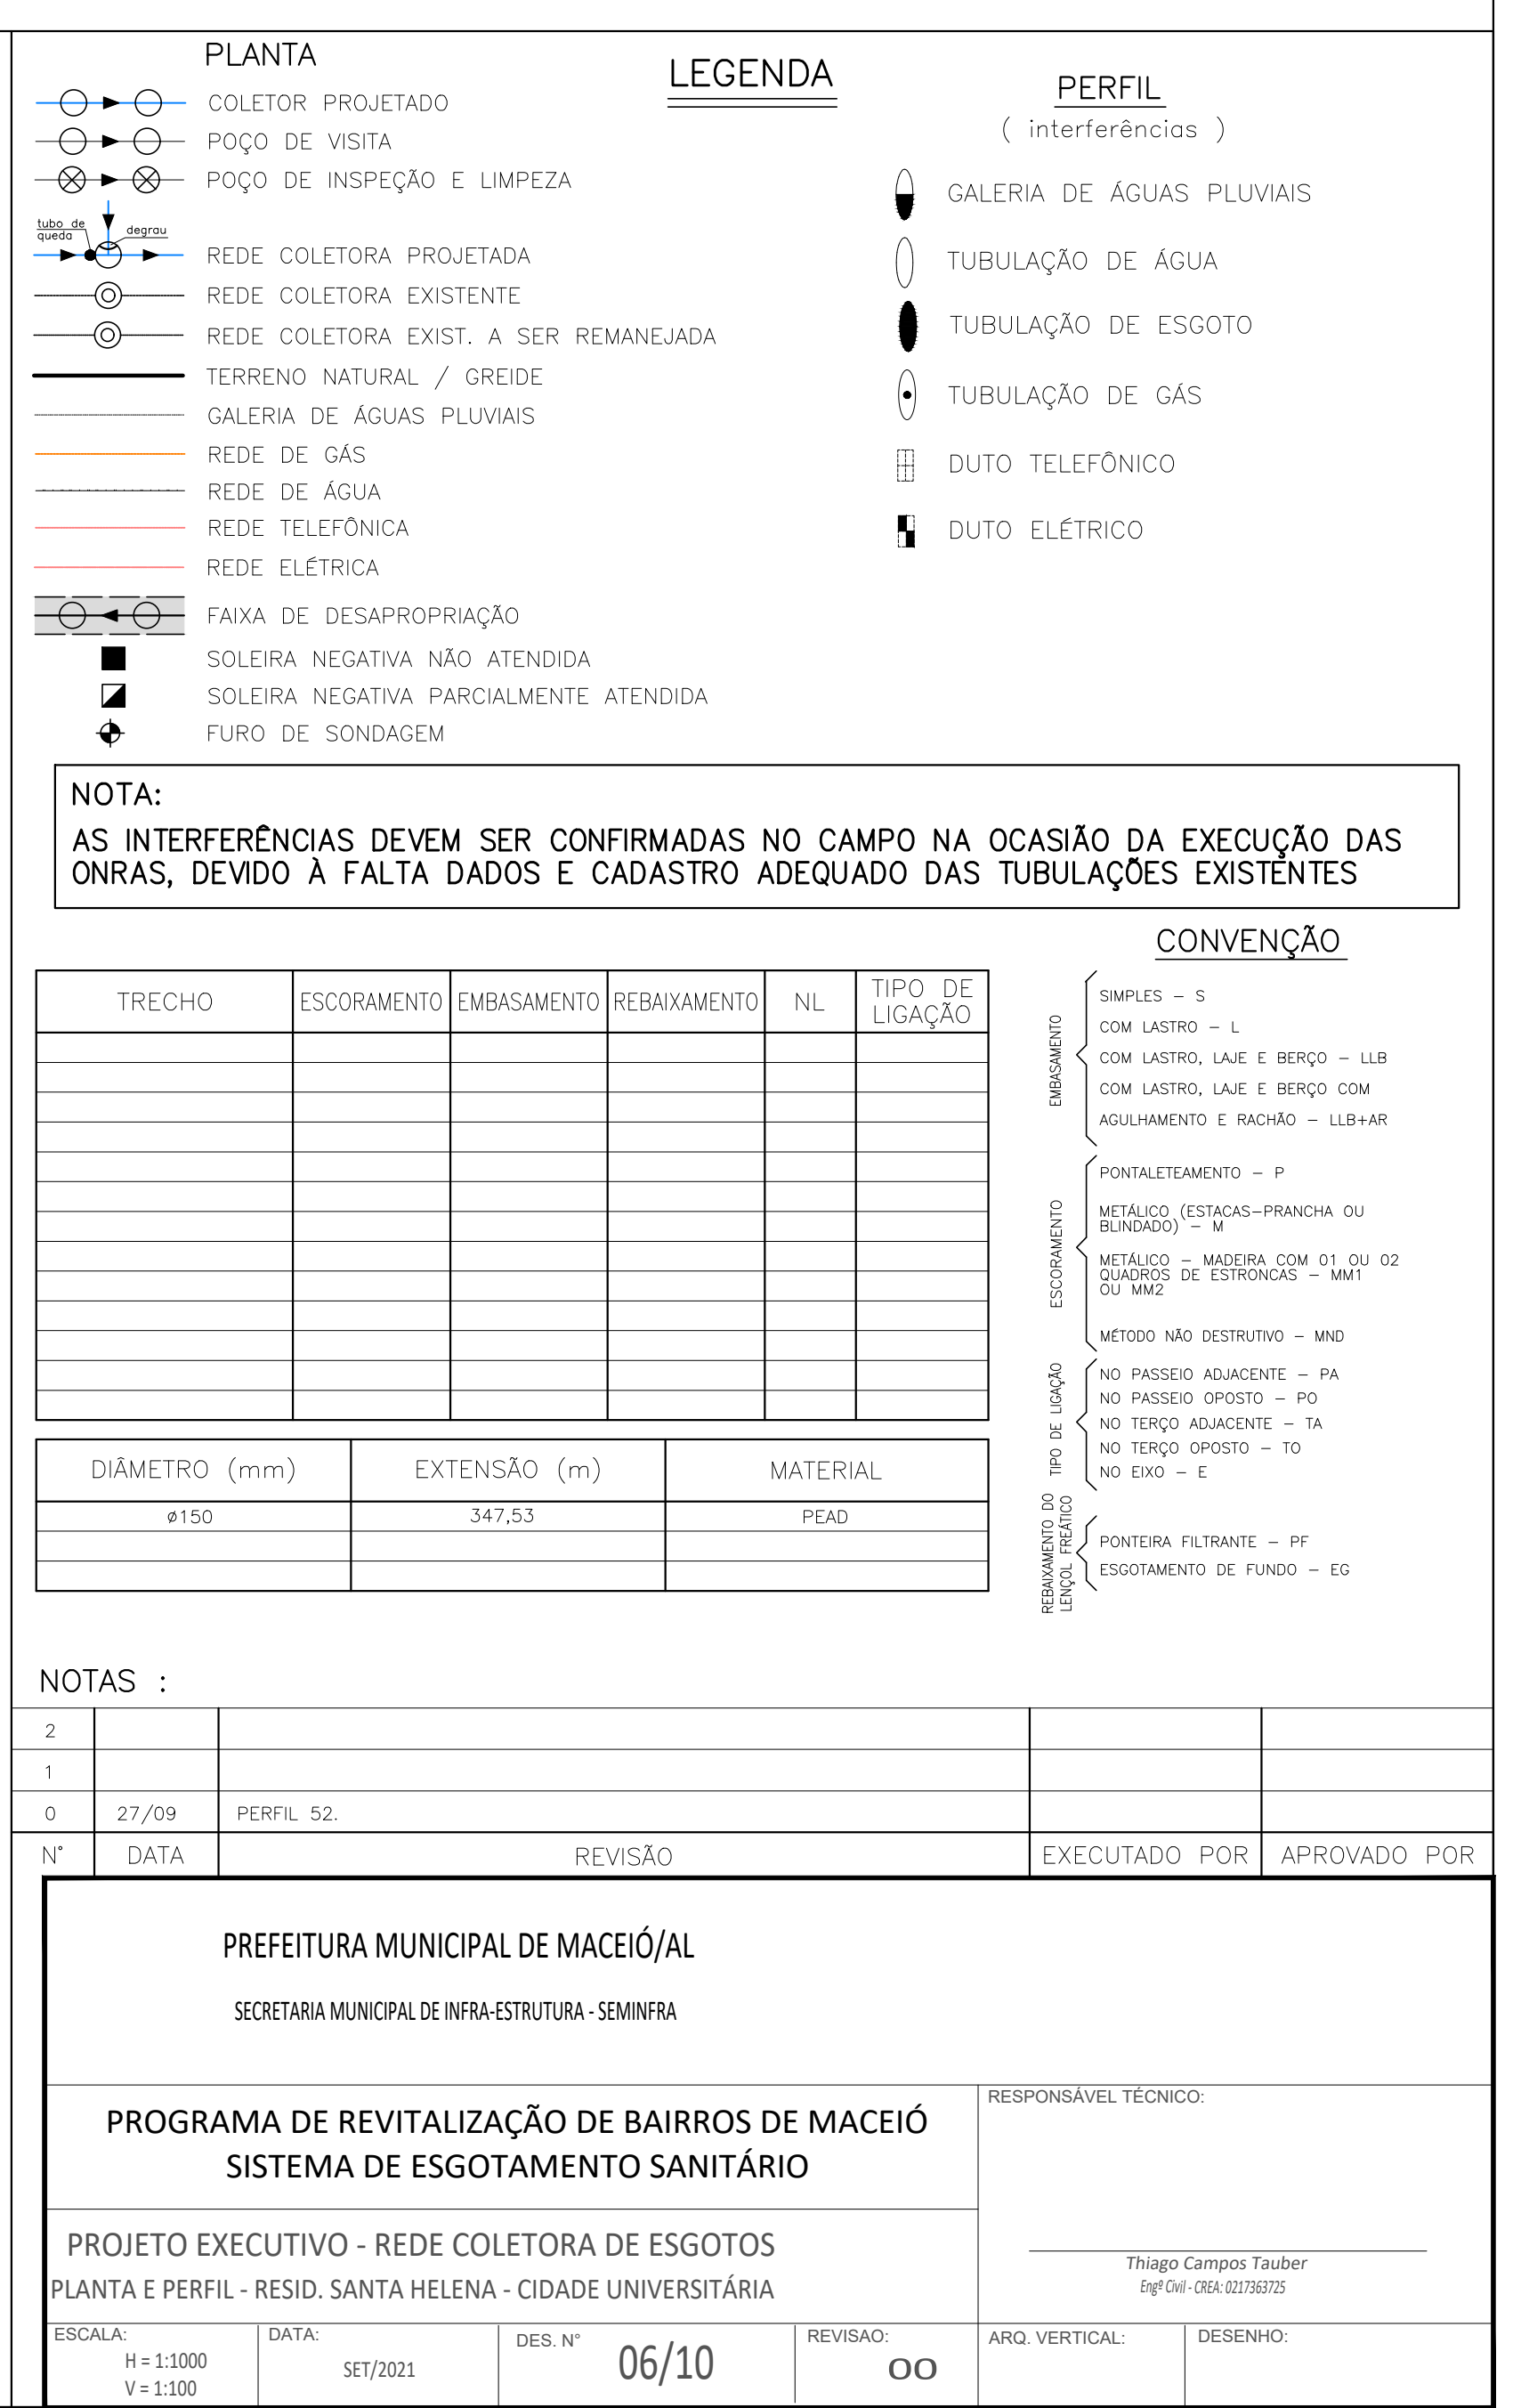 PLANTA
LEGENDA
COLETOR PROJETADO
POÇO DE VISITA
POÇO DE INSPEÇÃO E LIMPEZA
tubo de
queda
degrau
REDE COLETORA PROJETADA
REDE COLETORA EXISTENTE
REDE COLETORA EXIST. A SER REMANEJADA
TERRENO NATURAL / GREIDE
GALERIA DE ÁGUAS PLUVIAIS
REDE DE GÁS
REDE DE ÁGUA
REDE TELEFÔNICA
REDE ELÉTRICA
FAIXA DE DESAPROPRIAÇÃO
SOLEIRA NEGATIVA NÃO ATENDIDA
SOLEIRA NEGATIVA PARCIALMENTE ATENDIDA
FURO DE SONDAGEM
PERFIL
( interferências )
GALERIA DE ÁGUAS PLUVIAIS
TUBULAÇÃO DE ÁGUA
TUBULAÇÃO DE ESGOTO
TUBULAÇÃO DE GÁS
DUTO TELEFÔNICO
DUTO ELÉTRICO
NOTA:
AS INTERFERÊNCIAS DEVEM SER CONFIRMADAS NO CAMPO NA OCASIÃO DA EXECUÇÃO DAS
ONRAS, DEVIDO À FALTA DADOS E CADASTRO ADEQUADO DAS TUBULAÇÕES EXISTENTES
TRECHO ESCORAMENTO EMBASAMENTO REBAIXAMENTO NL TIPO DE
LIGAÇÃO
DIÂMETRO (mm) EXTENSÃO (m) MATERIAL
ø150 347,53 PEAD
CONVENÇÃO
EMBASAMENTO
SIMPLES – S
COM LASTRO – L
COM LASTRO, LAJE E BERÇO – LLB
COM LASTRO, LAJE E BERÇO COM
AGULHAMENTO E RACHÃO – LLB+AR
ESCORAMENTO
PONTALETEAMENTO – P
METÁLICO (ESTACAS–PRANCHA OU
BLINDADO) – M
METÁLICO – MADEIRA COM 01 OU 02
QUADROS DE ESTRONCAS – MM1
OU MM2
MÉTODO NÃO DESTRUTIVO – MND
TIPO DE LIGAÇÃO
NO PASSEIO ADJACENTE – PA
NO PASSEIO OPOSTO – PO
NO TERÇO ADJACENTE – TA
NO TERÇO OPOSTO – TO
NO EIXO – E
REBAIXAMENTO DO
LENÇOL FREÁTICO
PONTEIRA FILTRANTE – PF
ESGOTAMENTO DE FUNDO – EG
NOTAS :
2
1
0 27/09 PERFIL 52.
N° DATA REVISÃO EXECUTADO POR APROVADO POR
PREFEITURA MUNICIPAL DE MACEIÓ/AL
SECRETARIA MUNICIPAL DE INFRA-ESTRUTURA - SEMINFRA
PROGRAMA DE REVITALIZAÇÃO DE BAIRROS DE MACEIÓ
SISTEMA DE ESGOTAMENTO SANITÁRIO
RESPONSÁVEL TÉCNICO:
PROJETO EXECUTIVO - REDE COLETORA DE ESGOTOS
PLANTA E PERFIL - RESID. SANTA HELENA - CIDADE UNIVERSITÁRIA
Thiago Campos Tauber
Engº Civil - CREA: 0217363725
ESCALA:
H = 1:1000
V = 1:100
DATA:
SET/2021
DES. N°
06/10
REVISAO:
00
ARQ. VERTICAL:
DESENHO: